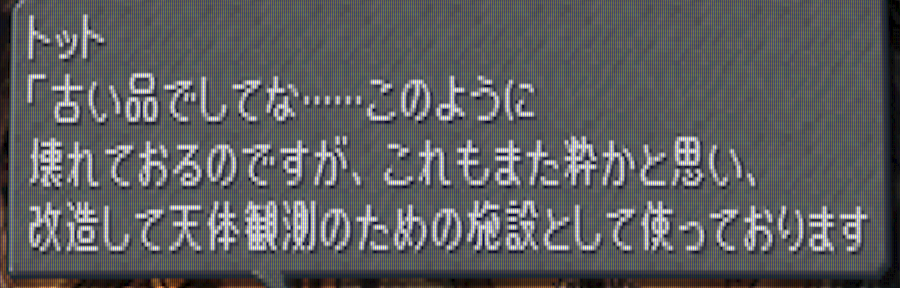 トット
「古い品でしてな……このように
壊れておるのですが、これもまた粋かと思い、
改造して天体観測のための施設として使っております